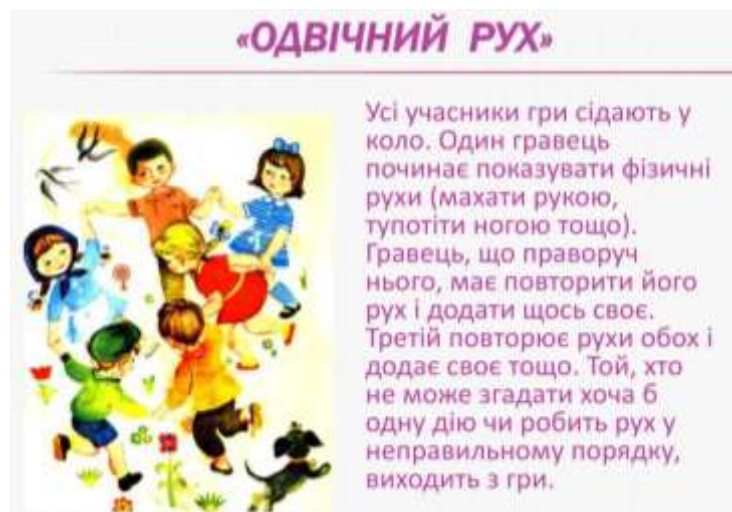 «ОДВІЧНИЙ РУХ»
Усі учасники гри сідають у
коло. Один гравець
починає показувати фізичні
рухи (махати рукою,
тупотіти ногою тощо).
Гравець, що праворуч
нього, має повторити його
рух і додати щось своє.
Третій повторює рухи обох і
додає своє тощо. Той, хто
не може згадати хоча б
одну дію чи робить рух у
неправильному порядку,
виходить з гри.